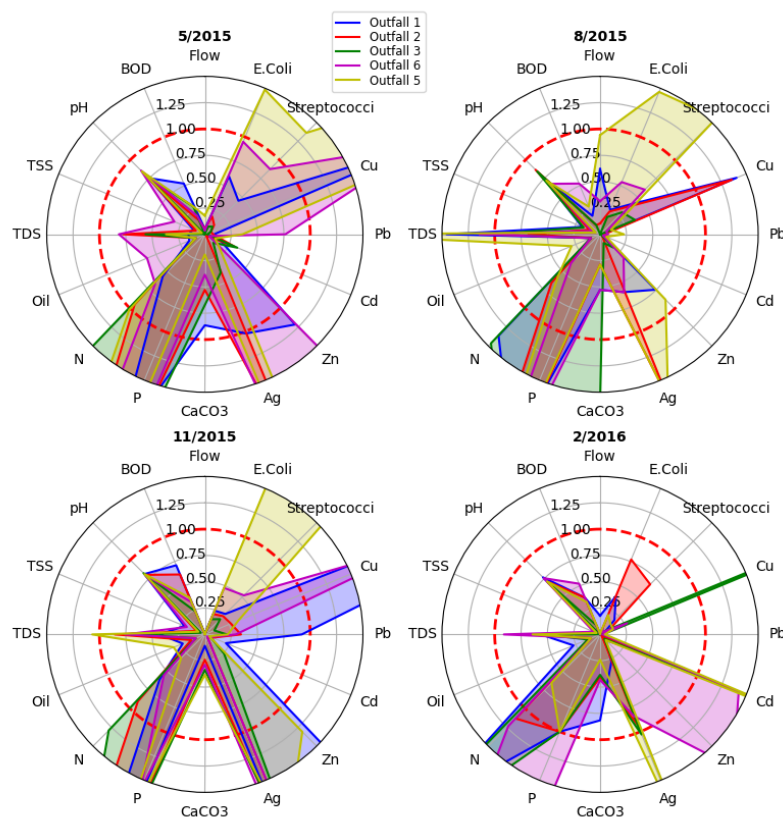 5/2015
Flow
E.Coli
Streptococci
Cu
Pb
Cd
Zn
Ag
CaCO3
P
N
Oil
TDS
TSS
pH
BOD
0.25
0.50
0.75
1.00
1.25
Outfall 1
Outfall 2
Outfall 3
Outfall 6
Outfall 5
8/2015
Flow
E.Coli
Streptococci
Cu
Pb
Cd
Zn
Ag
CaCO3
P
N
Oil
TDS
TSS
pH
BOD
0.25
0.50
0.75
1.00
1.25
11/2015
Flow
E.Coli
Streptococci
Cu
Pb
Cd
Zn
Ag
CaCO3
P
N
Oil
TDS
TSS
pH
BOD
0.25
0.50
0.75
1.00
1.25
2/2016
Flow
E.Coli
Streptococci
Cu
Pb
Cd
Zn
Ag
CaCO3
P
N
Oil
TDS
TSS
pH
BOD
0.25
0.50
0.75
1.00
1.25